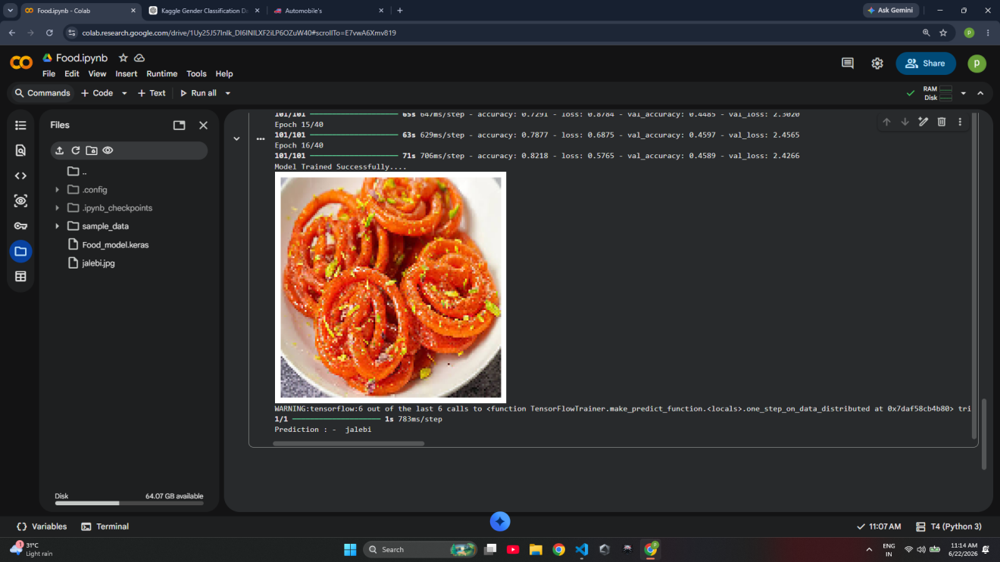 Food.ipynb - Colab
Kaggle Gender Classification Da
Automobile's
Ask Gemini
colab.research.google.com/drive/1Uy25J57lnlk_DI6INILXF2iLP6OZuW40#scrollTo=E7vwA6Xmv819
P
Food.ipynb
File Edit View Insert Runtime Tools Help
Share
P
Commands + Code + Text Run all
RAM
Disk
Files
..
.config
.ipynb_checkpoints
sample_data
Food_model.keras
jalebi.jpg
Disk 64.07 GB available
101/101 65s 647ms/step - accuracy: 0.7291 - loss: 0.8784 - val_accuracy: 0.4485 - val_loss: 2.3020
Epoch 15/40
101/101 63s 629ms/step - accuracy: 0.7877 - loss: 0.6875 - val_accuracy: 0.4597 - val_loss: 2.4565
Epoch 16/40
101/101 71s 706ms/step - accuracy: 0.8218 - loss: 0.5765 - val_accuracy: 0.4589 - val_loss: 2.4266
Model Trained Successfully....
WARNING:tensorflow:6 out of the last 6 calls to <function TensorFlowTrainer.make_predict_function.<locals>.one_step_on_data_distributed at 0x7daf58cb4b80> tri
1/1 1s 783ms/step
Prediction : - jalebi
Variables Terminal
11:07 AM T4 (Python 3)
1
31°C
Light rain
Search
ENG
IN
11:14 AM
6/22/2026